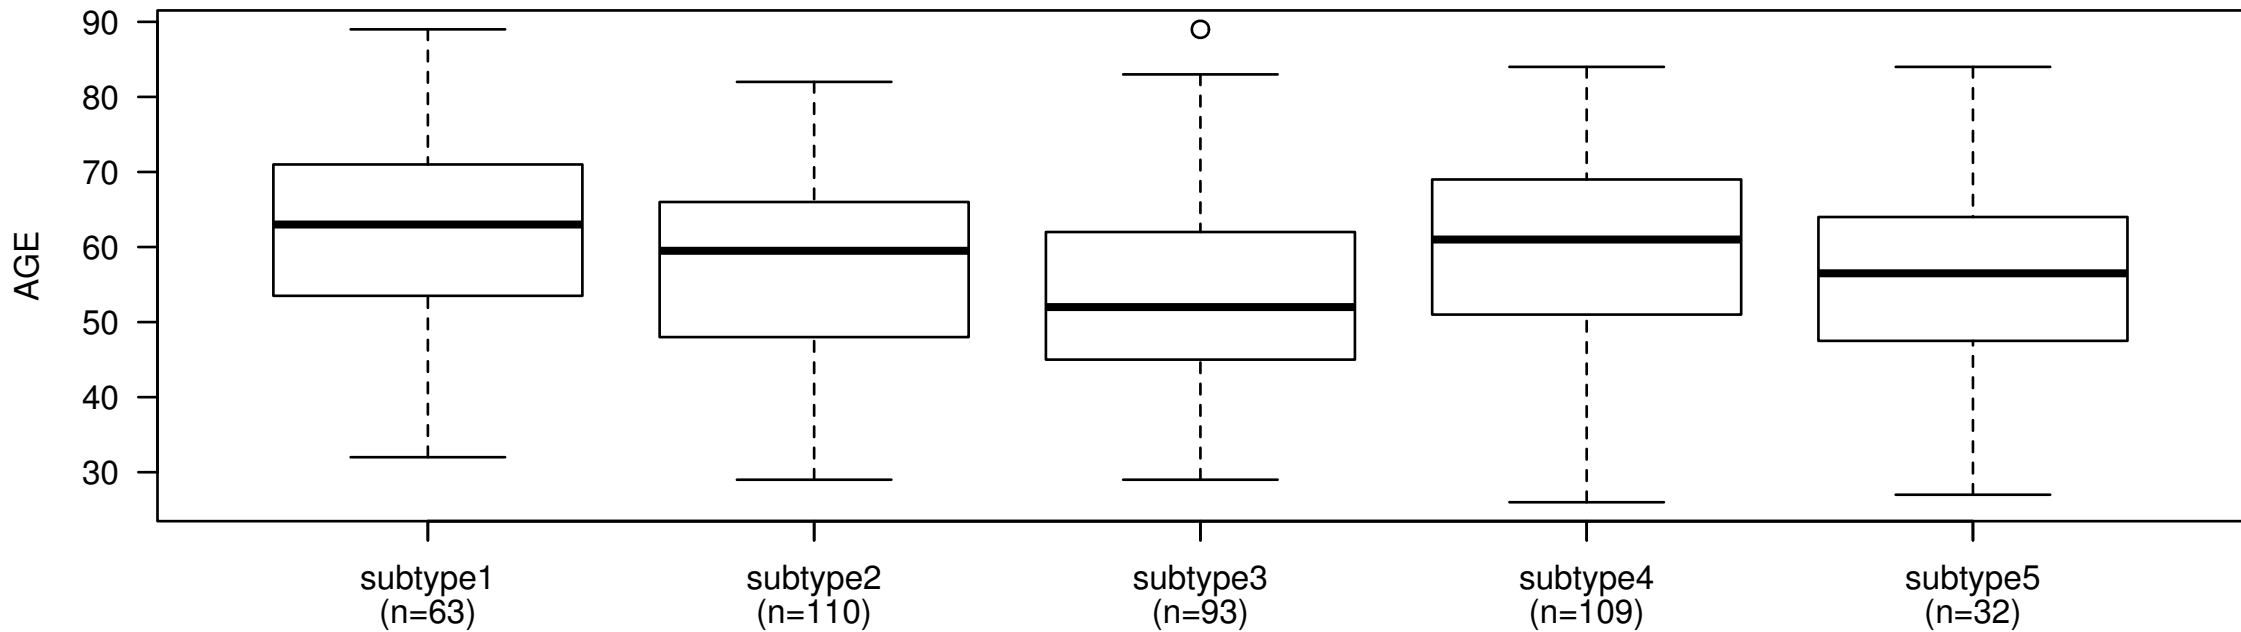 AGE
90
80
70
60
50
40
30
subtype1
(n=63)
subtype2
(n=110)
subtype3
(n=93)
subtype4
(n=109)
subtype5
(n=32)